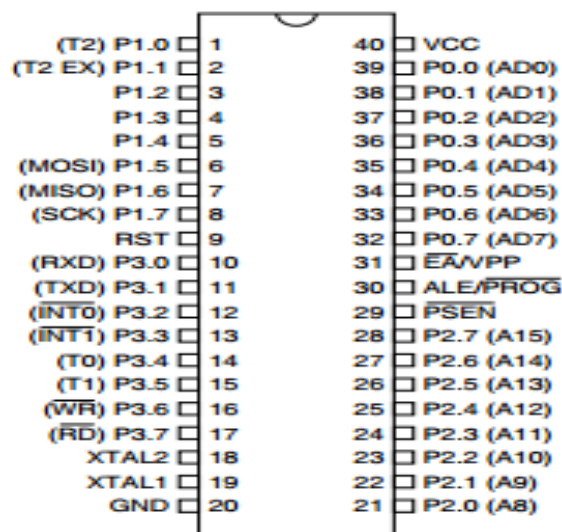 (T2) P1.0 1 40 VCC
(T2 EX) P1.1 2 39 P0.0 (AD0)
P1.2 3 38 P0.1 (AD1)
P1.3 4 37 P0.2 (AD2)
P1.4 5 36 P0.3 (AD3)
(MOSI) P1.5 6 35 P0.4 (AD4)
(MISO) P1.6 7 34 P0.5 (AD5)
(SCK) P1.7 8 33 P0.6 (AD6)
RST 9 32 P0.7 (AD7)
(RXD) P3.0 10 31 E̅A̅/VPP
(TXD) P3.1 11 30 ALE/P̅R̅O̅G̅
(I̅N̅T̅0̅) P3.2 12 29 P̅S̅E̅N̅
(I̅N̅T̅1̅) P3.3 13 28 P2.7 (A15)
(T0) P3.4 14 27 P2.6 (A14)
(T1) P3.5 15 26 P2.5 (A13)
(W̅R̅) P3.6 16 25 P2.4 (A12)
(R̅D̅) P3.7 17 24 P2.3 (A11)
XTAL2 18 23 P2.2 (A10)
XTAL1 19 22 P2.1 (A9)
GND 20 21 P2.0 (A8)